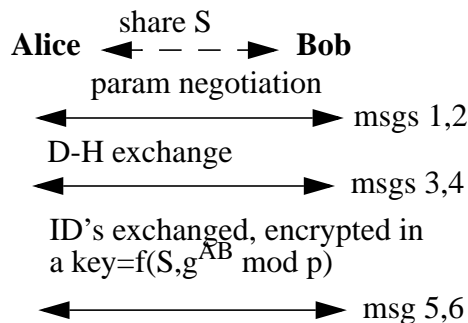 share S
Alice Bob
param negotiation
msgs 1,2
D-H exchange
msgs 3,4
ID's exchanged, encrypted in
a key=f(S,g^AB mod p)
msg 5,6